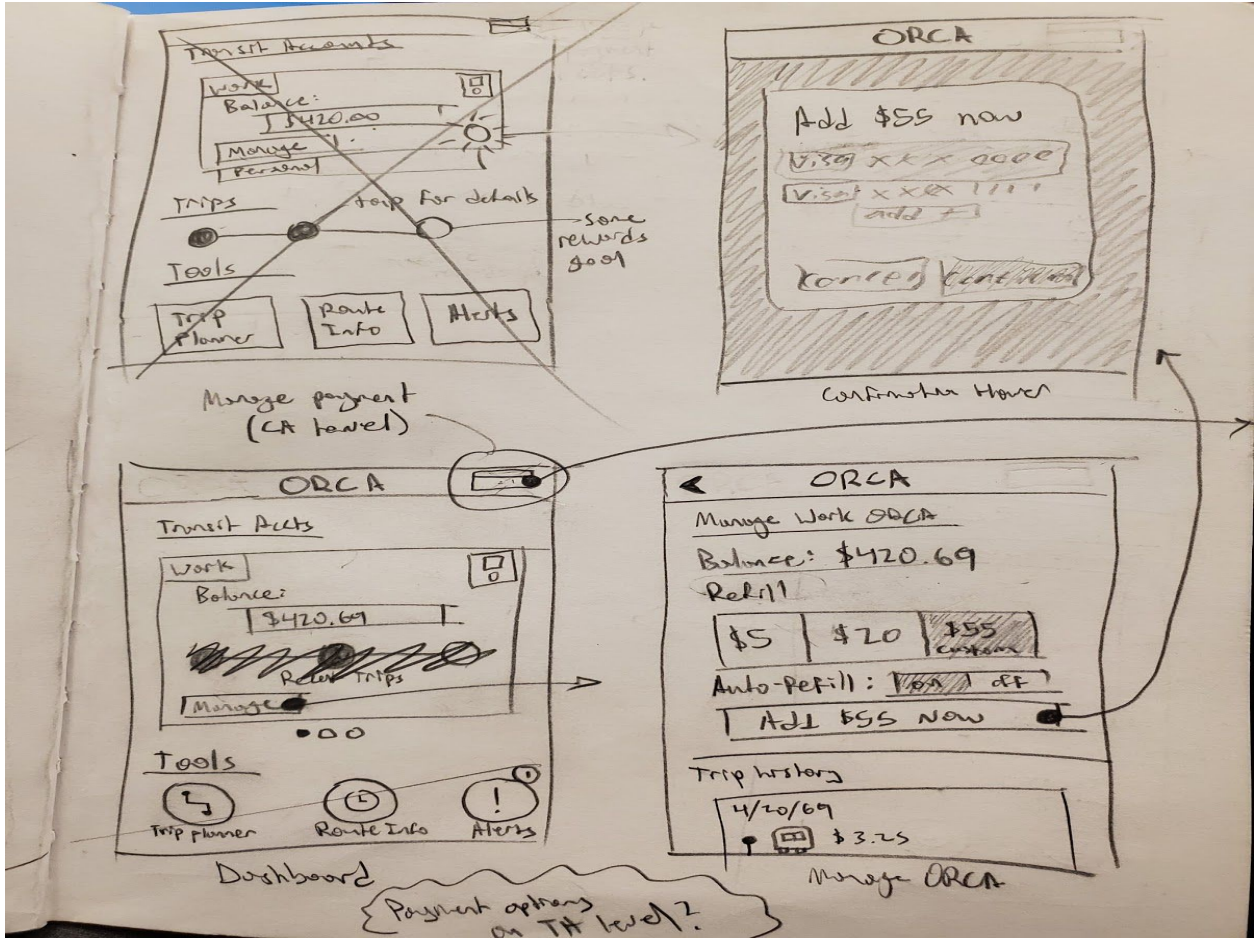 Transit Accounts
Work
Balance:
$420.00
Manage
Personal
Trips
tap for details
some
rewards
goal
Tools
Trip
Planner
Route
Info
Alerts
Manage payment
(CA level)
ORCA
Add $55 now
Visa x x x 0000
Visa x x x 1111
add +
Cancel
Confirmation Hover
ORCA
Transit Accts
Work
Balance:
$420.69
Recent Trips
Manage
Tools
Trip planner
Route Info
Alerts
Dashboard
Payment options
on TA level?
ORCA
Manage Work ORCA
Balance: $420.69
Refill
$5 $20 $55
custom
Auto-Refill: on off
Add $55 Now
Trip history
4/20/69
$3.25
Manage ORCA